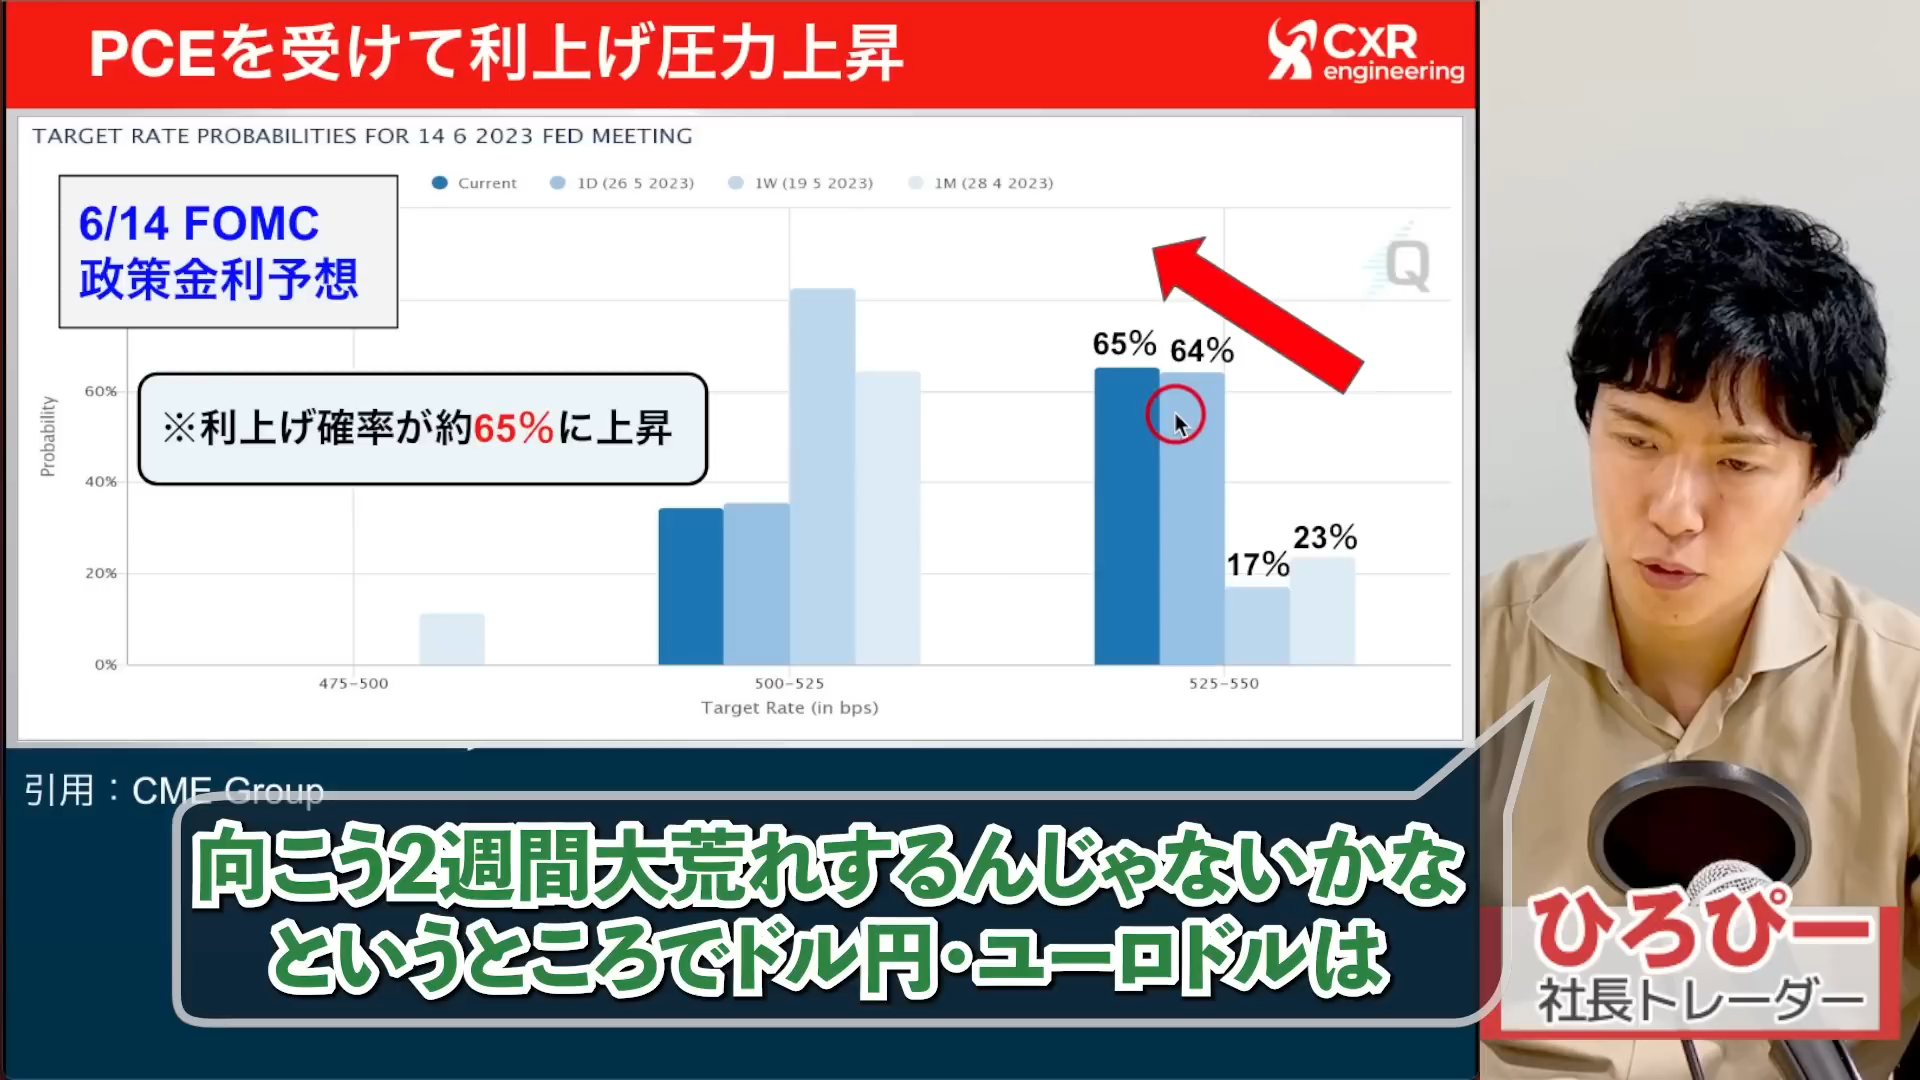 PCEを受けて利上げ圧力上昇
CXR
engineering
TARGET RATE PROBABILITIES FOR 14 6 2023 FED MEETING
Current
1D (26 5 2023)
1W (19 5 2023)
1M (28 4 2023)
6/14 FOMC
政策金利予想
Q
65%
64%
※利上げ確率が約65%に上昇
17%
23%
Probability
60%
40%
20%
0%
475-500
500-525
525-550
Target Rate (in bps)
引用：CME Group
向こう2週間大荒れするんじゃないかな
というところでドル円・ユーロドルは
ひろぴー
社長トレーダー